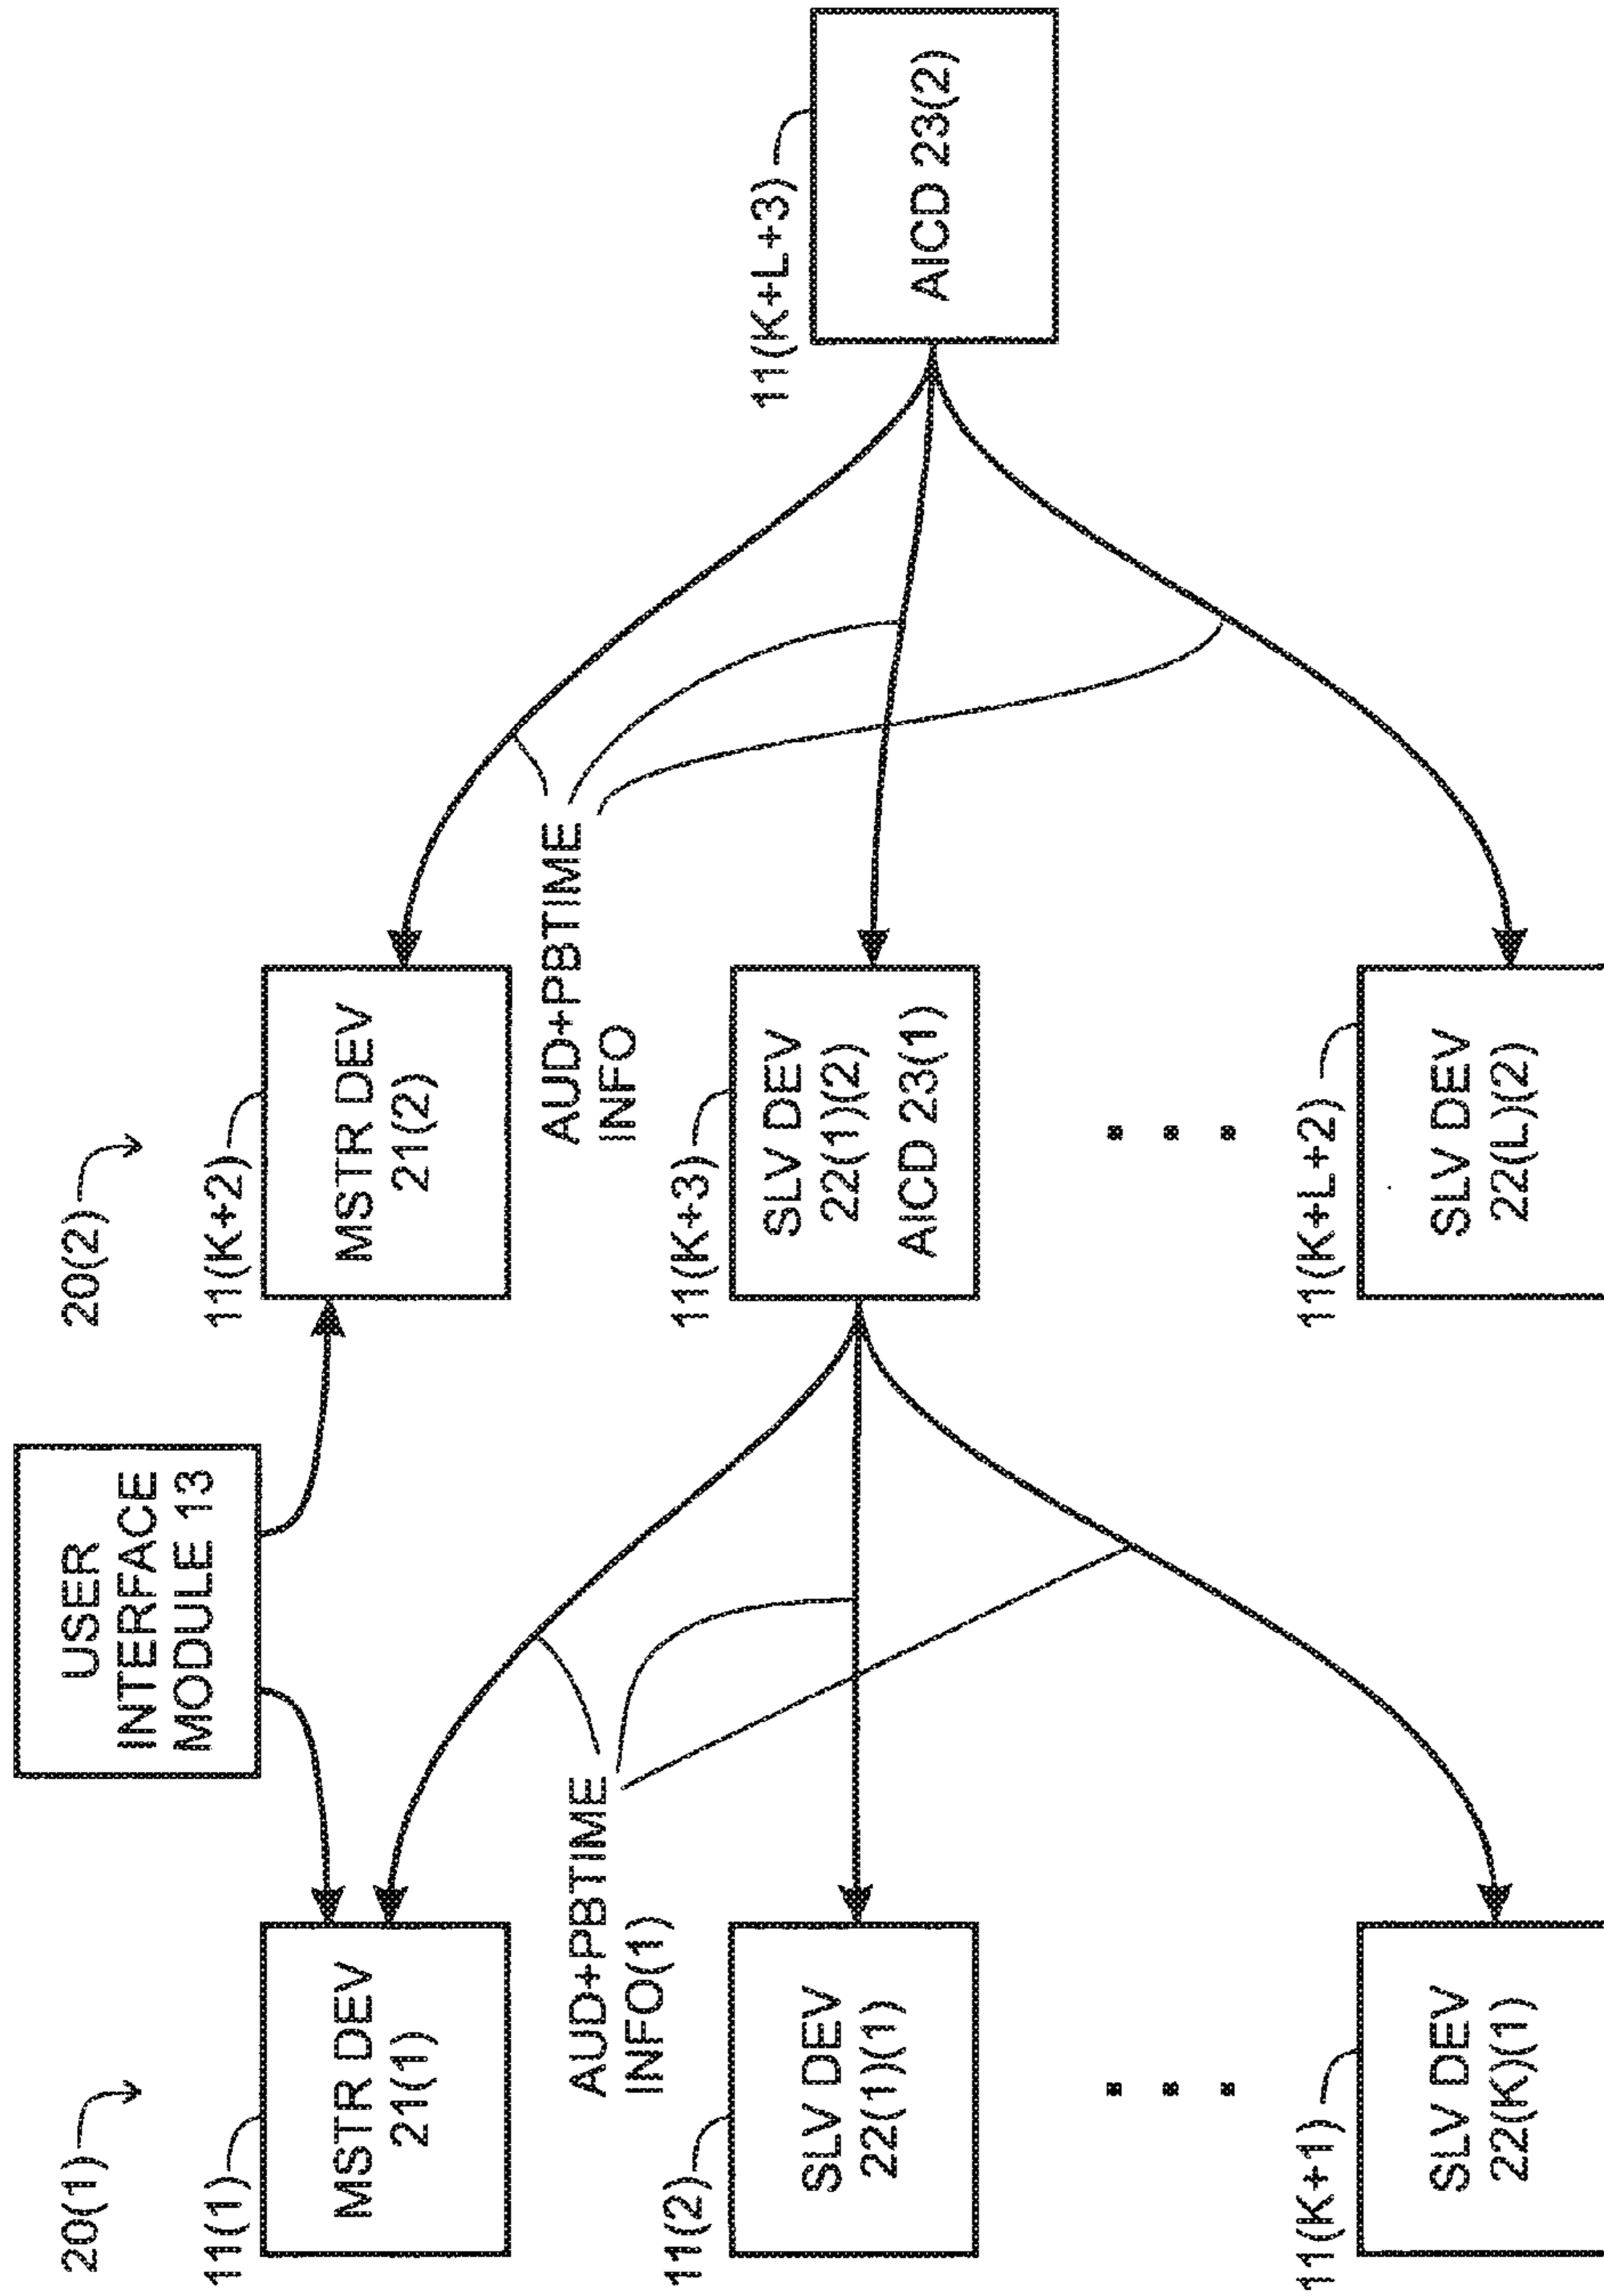 USER
INTERFACE
MODULE 13
20(1)
20(2)
11(1)
MSTR DEV
21(1)
11(K+2)
MSTR DEV
21(2)
AUD+PBTIME
INFO(1)
AUD+PBTIME
INFO
11(2)
SLV DEV
22(1)(1)
11(K+3)
SLV DEV
22(1)(2)
AICD 23(1)
11(K+L+3)
AICD 23(2)
11(K+1)
SLV DEV
22(K)(1)
11(K+L+2)
SLV DEV
22(L)(2)